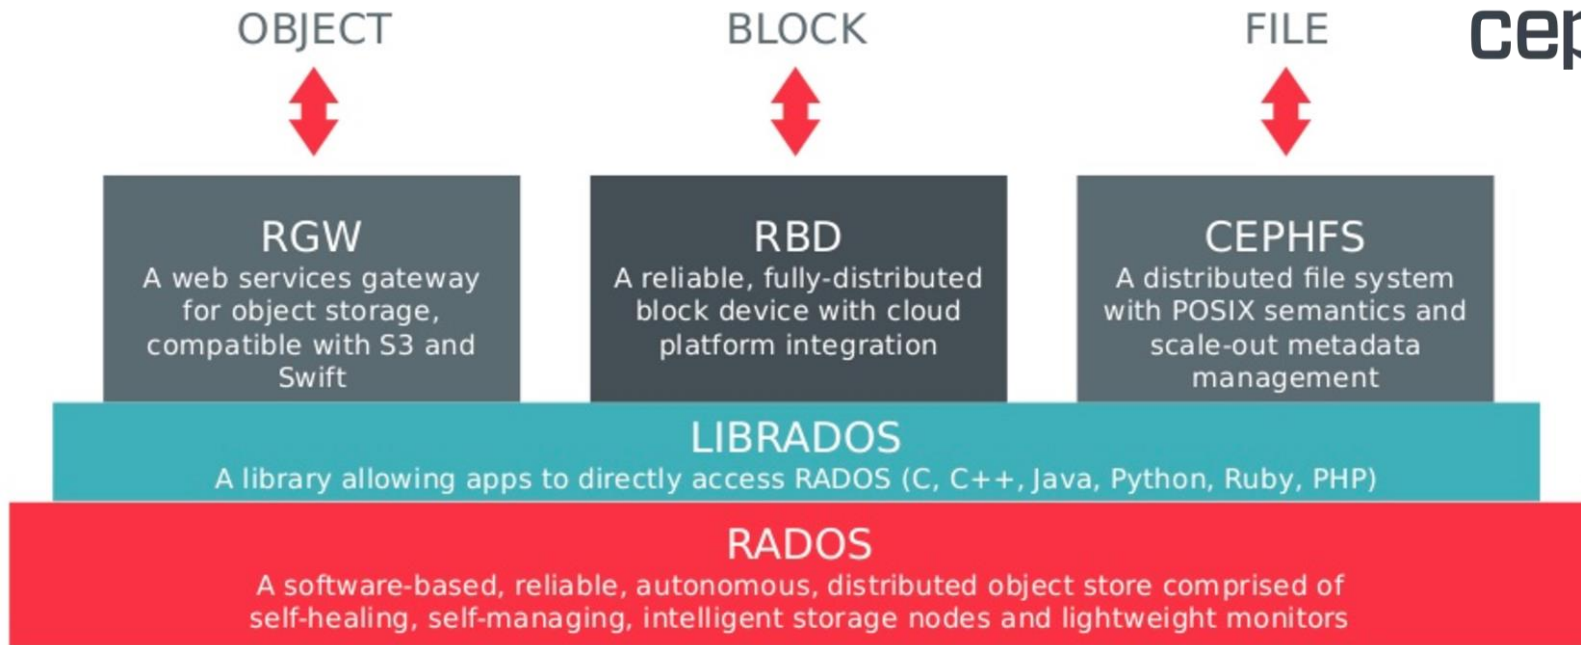 OBJECT
BLOCK
FILE
RGW
A web services gateway
for object storage,
compatible with S3 and
Swift
RBD
A reliable, fully-distributed
block device with cloud
platform integration
CEPHFS
A distributed file system
with POSIX semantics and
scale-out metadata
management
LIBRADOS
A library allowing apps to directly access RADOS (C, C++, Java, Python, Ruby, PHP)
RADOS
A software-based, reliable, autonomous, distributed object store comprised of
self-healing, self-managing, intelligent storage nodes and lightweight monitors